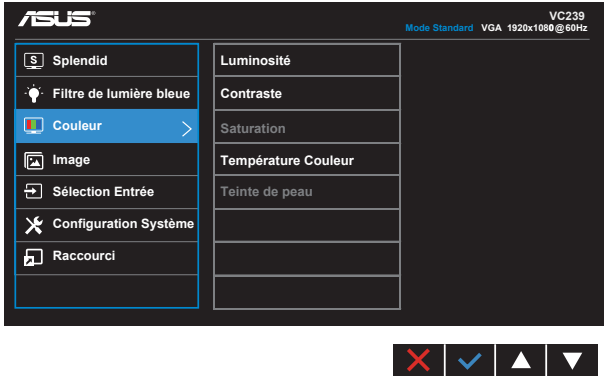 ASUS
VC239
Mode Standard VGA 1920x1080@60Hz
S Splendid
Filtre de lumière bleue
Couleur
Image
Sélection Entrée
Configuration Système
Raccourci
Luminosité
Contraste
Saturation
Température Couleur
Teinte de peau